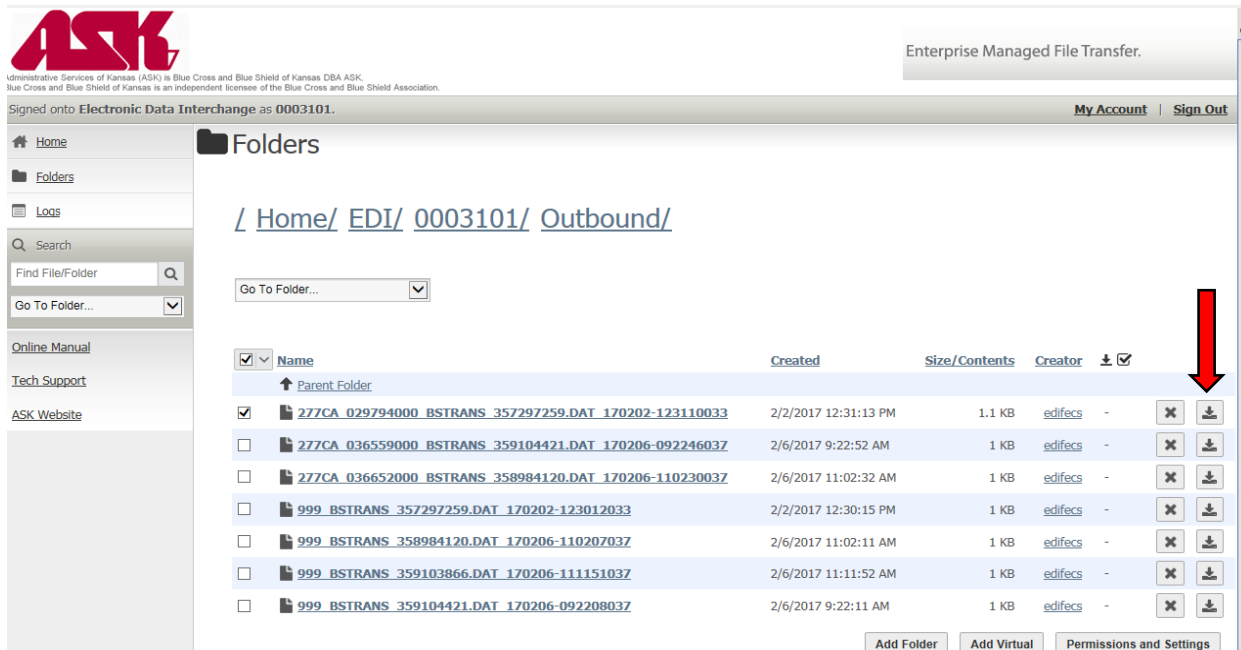 ASK
Enterprise Managed File Transfer.
Administrative Services of Kansas (ASK) is Blue Cross and Blue Shield of Kansas DBA ASK.
Blue Cross and Blue Shield of Kansas is an independent licensee of the Blue Cross and Blue Shield Association.
Signed onto Electronic Data Interchange as 0003101.
My Account | Sign Out
Home
Folders
Folders
Logs
/ Home/ EDI/ 0003101/ Outbound/
Search
Find File/Folder
Go To Folder...
Go To Folder...
Online Manual
Tech Support
ASK Website
Name Created Size/Contents Creator
Parent Folder
277CA_029794000_BSTRANS_357297259.DAT_170202-123110033 2/2/2017 12:31:13 PM 1.1 KB edifecs -
277CA_036559000_BSTRANS_359104421.DAT_170206-092246037 2/6/2017 9:22:52 AM 1 KB edifecs -
277CA_036652000_BSTRANS_358984120.DAT_170206-110230037 2/6/2017 11:02:32 AM 1 KB edifecs -
999_BSTRANS_357297259.DAT_170202-123012033 2/2/2017 12:30:15 PM 1 KB edifecs -
999_BSTRANS_358984120.DAT_170206-110207037 2/6/2017 11:02:11 AM 1 KB edifecs -
999_BSTRANS_359103866.DAT_170206-111151037 2/6/2017 11:11:52 AM 1 KB edifecs -
999_BSTRANS_359104421.DAT_170206-092208037 2/6/2017 9:22:11 AM 1 KB edifecs -
Add Folder Add Virtual Permissions and Settings